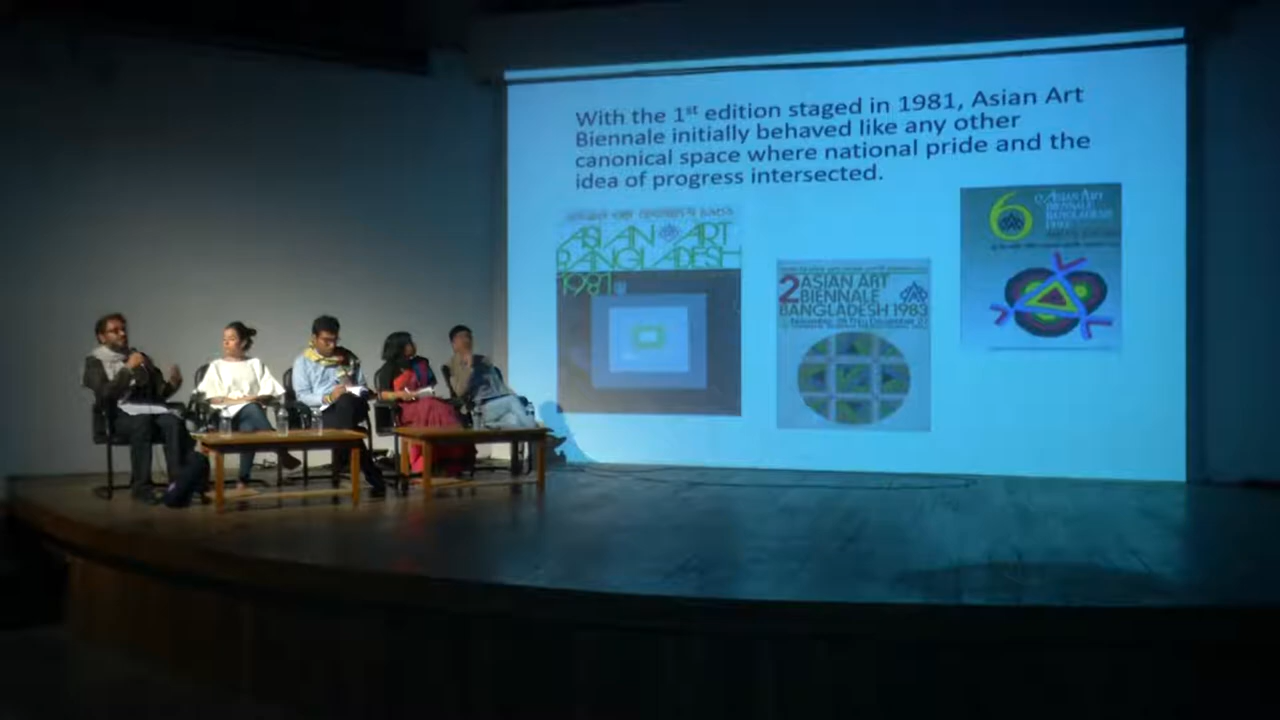 With the 1st edition staged in 1981, Asian Art
Biennale initially behaved like any other
canonical space where national pride and the
idea of progress intersected.
ASIAN ART
BANGLADESH
1981
2 ASIAN ART
BIENNALE
BANGLADESH 1983
6 ASIAN ART
BIENNALE
BANGLADESH